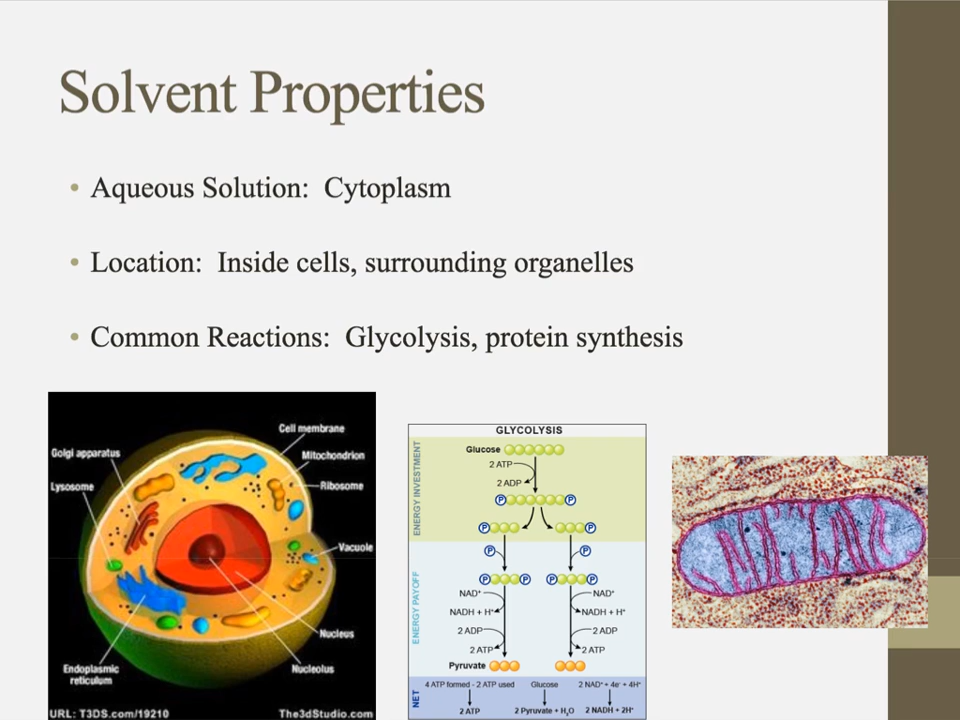 Solvent Properties
• Aqueous Solution:  Cytoplasm
• Location:  Inside cells, surrounding organelles
• Common Reactions:  Glycolysis, protein synthesis
Cell membrane
Golgi apparatus
Mitochondrion
Lysosome
Ribosome
Vacuole
Nucleus
Endoplasmic
reticulum
Nucleolus
URL: T3DS.com/19210
The3dStudio.com
GLYCOLYSIS
ENERGY INVESTMENT
Glucose
2 ATP
2 ADP
P P
P P
ENERGY PAYOFF
P P
P P P P
NAD⁺ NAD⁺
NADH + H⁺ NADH + H⁺
2 ADP 2 ADP
2 ATP 2 ATP
Pyruvate
NET
4 ATP formed - 2 ATP used Glucose 2 NAD⁺ + 4e⁻ + 4H⁺
2 ATP 2 Pyruvate + H₂O 2 NADH + 2H⁺